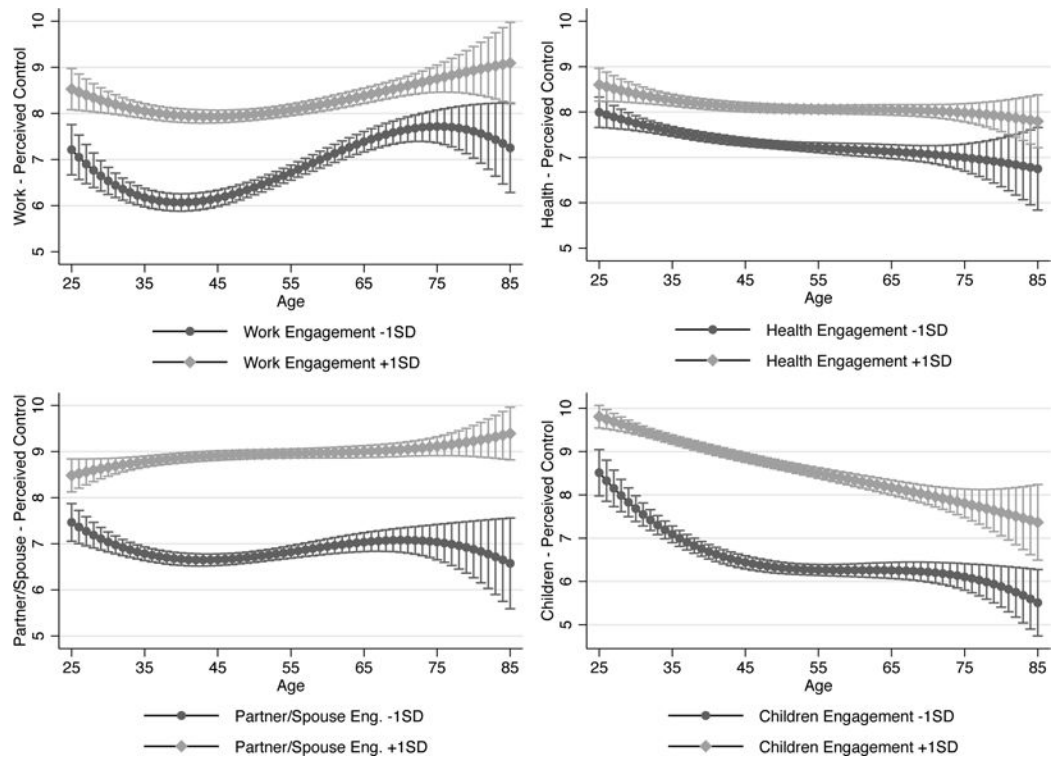 Work - Perceived Control
10
9
8
7
6
5
25 35 45 55 65 75 85
Age
Work Engagement -1SD
Work Engagement +1SD
Health - Perceived Control
10
9
8
7
6
5
25 35 45 55 65 75 85
Age
Health Engagement -1SD
Health Engagement +1SD
Partner/Spouse - Perceived Control
10
9
8
7
6
5
25 35 45 55 65 75 85
Age
Partner/Spouse Eng. -1SD
Partner/Spouse Eng. +1SD
Children - Perceived Control
10
9
8
7
6
5
25 35 45 55 65 75 85
Age
Children Engagement -1SD
Children Engagement +1SD